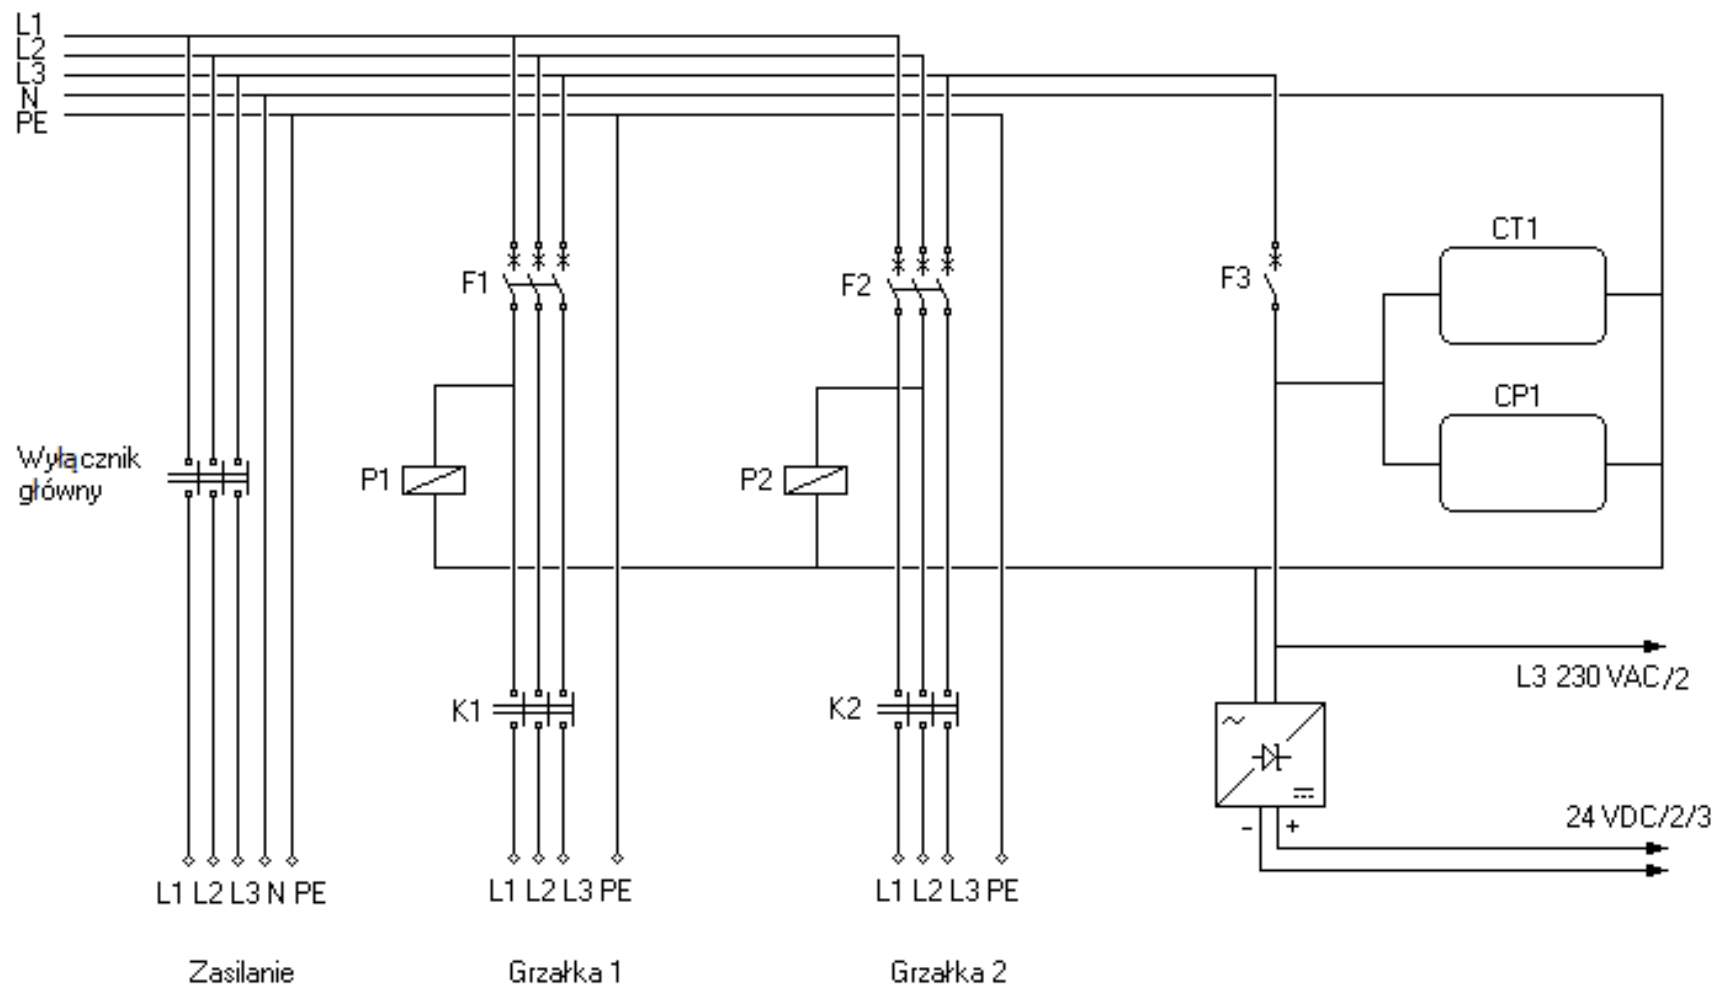 L1
L2
L3
N
PE
CT1
F1
F2
F3
CP1
Wyłącznik
główny
P1
P2
K1
K2
L3 230 VAC/2
~
- +
24 VDC/2/3
L1 L2 L3 N PE
L1 L2 L3 PE
L1 L2 L3 PE
Zasilanie
Grzałka 1
Grzałka 2